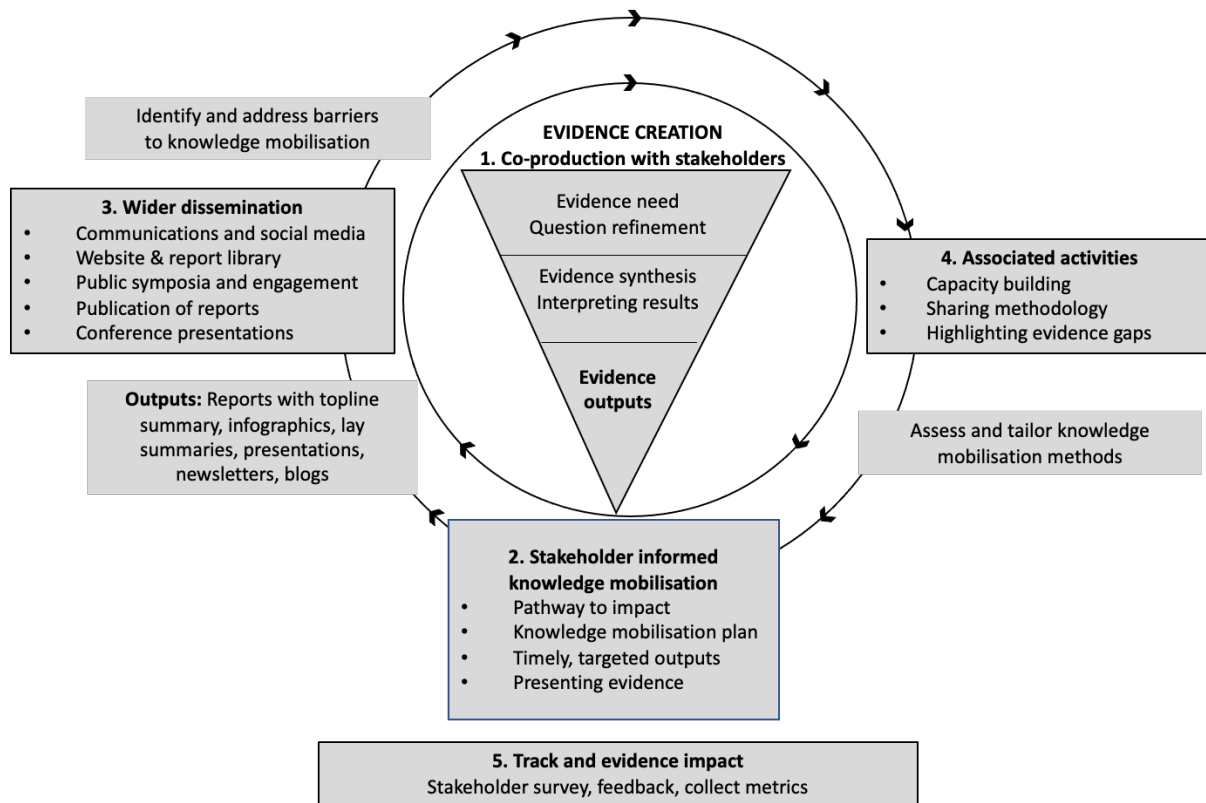 Identify and address barriers
to knowledge mobilisation
EVIDENCE CREATION
1. Co-production with stakeholders
Evidence need
Question refinement
Evidence synthesis
Interpreting results
Evidence
outputs
3. Wider dissemination
• Communications and social media
• Website & report library
• Public symposia and engagement
• Publication of reports
• Conference presentations
4. Associated activities
• Capacity building
• Sharing methodology
• Highlighting evidence gaps
Outputs: Reports with topline
summary, infographics, lay
summaries, presentations,
newsletters, blogs
Assess and tailor knowledge
mobilisation methods
2. Stakeholder informed
knowledge mobilisation
• Pathway to impact
• Knowledge mobilisation plan
• Timely, targeted outputs
• Presenting evidence
5. Track and evidence impact
Stakeholder survey, feedback, collect metrics